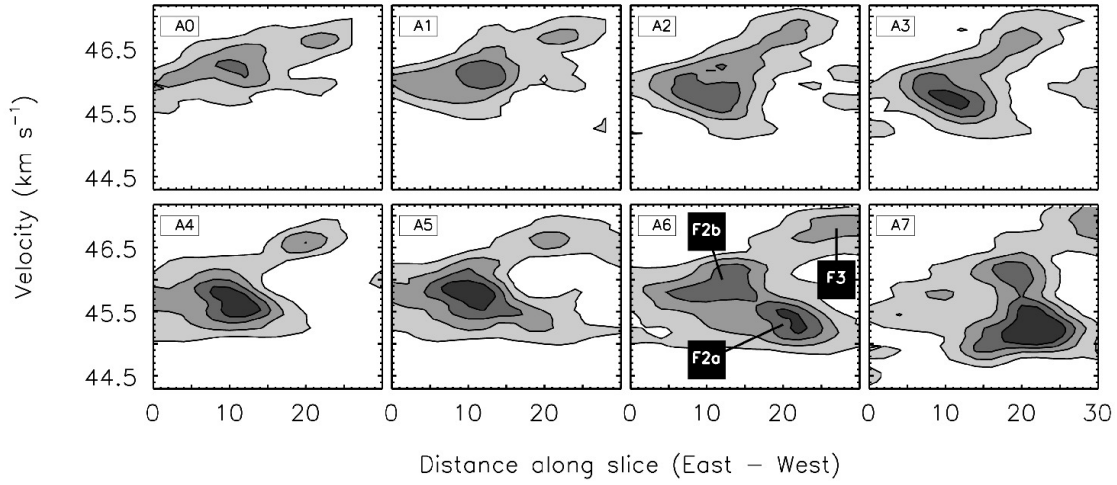 A0
A1
A2
A3
46.5
45.5
44.5
Velocity (km s⁻¹)
A4
A5
A6
A7
F2b
F3
F2a
46.5
45.5
44.5
0 10 20 0 10 20 0 10 20 0 10 20 30
Distance along slice (East – West)